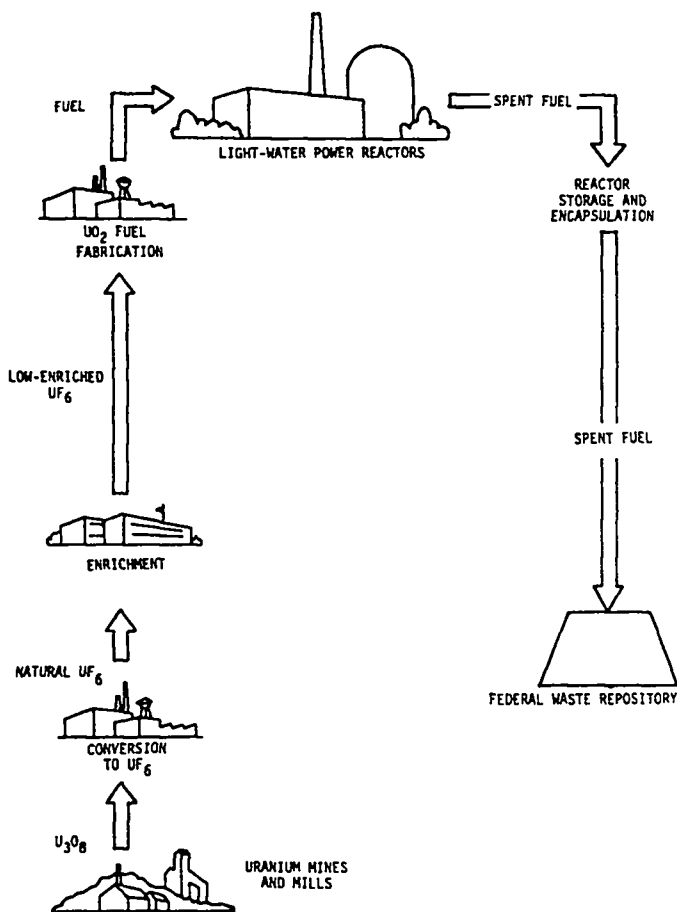 FUEL
LIGHT-WATER POWER REACTORS
SPENT FUEL
REACTOR
STORAGE AND
ENCAPSULATION
UO₂ FUEL
FABRICATION
LOW-ENRICHED
UF₆
SPENT FUEL
ENRICHMENT
NATURAL UF₆
FEDERAL WASTE REPOSITORY
CONVERSION
TO UF₆
U₃O₈
URANIUM MINES
AND MILLS